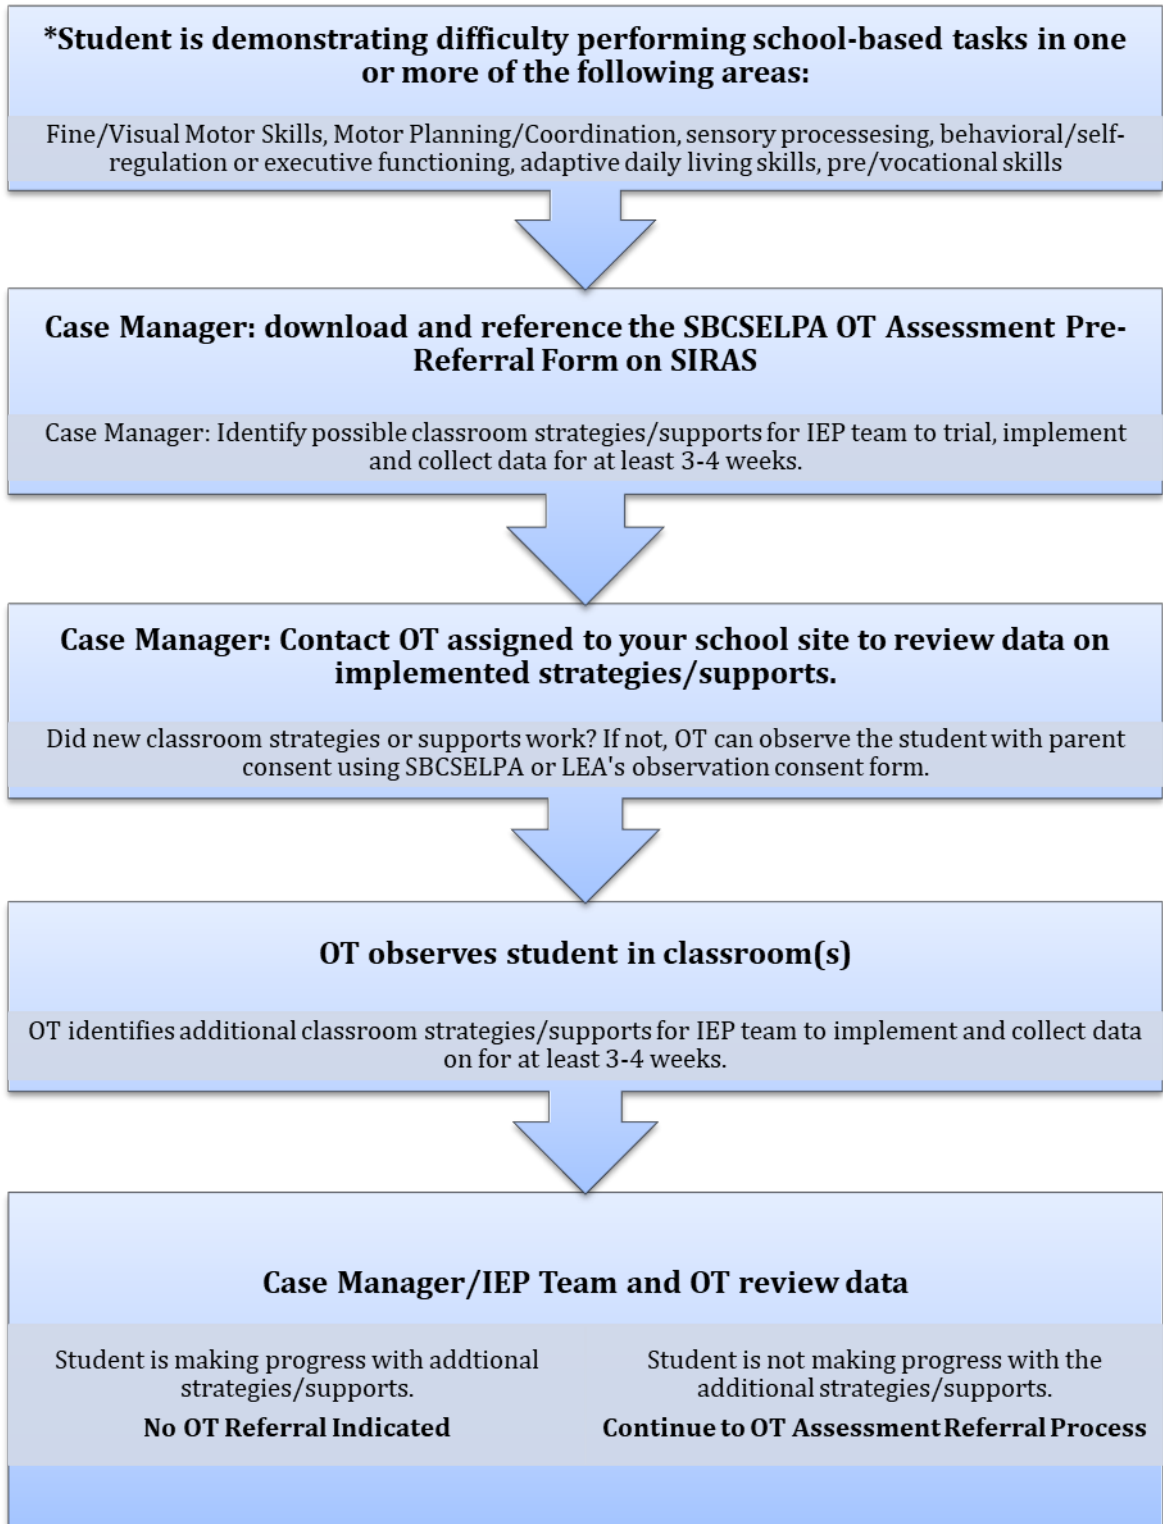 *Student is demonstrating difficulty performing school-based tasks in one
or more of the following areas:
Fine/Visual Motor Skills, Motor Planning/Coordination, sensory processesing, behavioral/self-
regulation or executive functioning, adaptive daily living skills, pre/vocational skills
Case Manager: download and reference the SBCSELPA OT Assessment Pre-
Referral Form on SIRAS
Case Manager: Identify possible classroom strategies/supports for IEP team to trial, implement
and collect data for at least 3-4 weeks.
Case Manager: Contact OT assigned to your school site to review data on
implemented strategies/supports.
Did new classroom strategies or supports work? If not, OT can observe the student with parent
consent using SBCSELPA or LEA's observation consent form.
OT observes student in classroom(s)
OT identifies additional classroom strategies/supports for IEP team to implement and collect data
on for at least 3-4 weeks.
Case Manager/IEP Team and OT review data
Student is making progress with addtional
strategies/supports.
No OT Referral Indicated
Student is not making progress with the
additional strategies/supports.
Continue to OT Assessment Referral Process